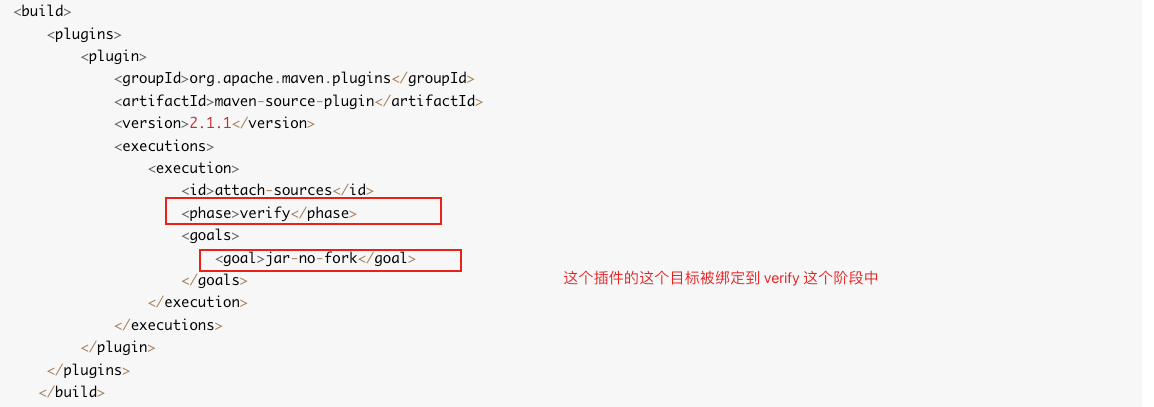 <build>
<plugins>
<plugin>
<groupId>org.apache.maven.plugins</groupId>
<artifactId>maven-source-plugin</artifactId>
<version>2.1.1</version>
<executions>
<execution>
<id>attach-sources</id>
<phase>verify</phase>
<goals>
<goal>jar-no-fork</goal>
这个插件的这个目标被绑定到 verify 这个阶段中
</goals>
</execution>
</executions>
</plugin>
</plugins>
</build>